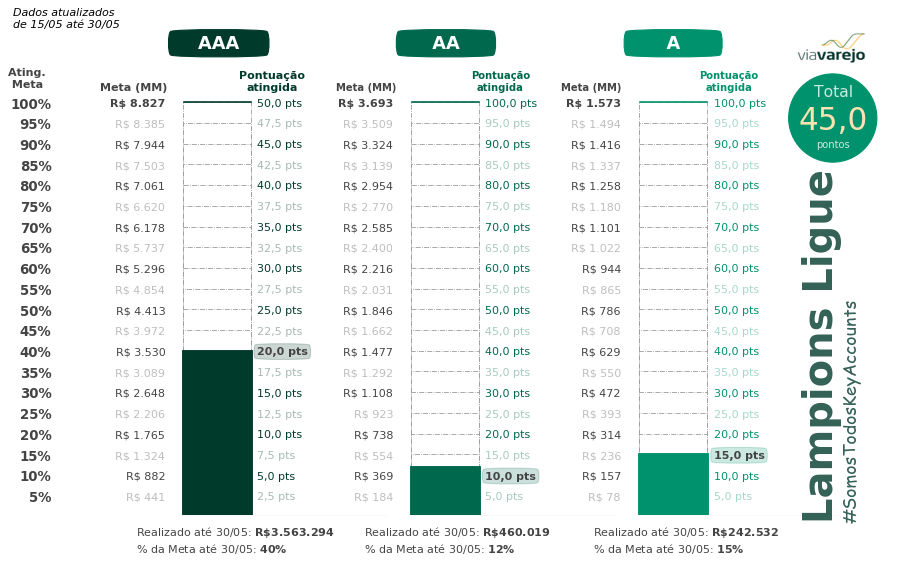 Dados atualizados
de 15/05 até 30/05
AAA
AA
A
viavarejo
Ating.
Meta
Meta (MM)
Pontuação
atingida
Meta (MM)
Pontuação
atingida
Meta (MM)
Pontuação
atingida
Total
45,0
pontos
100% R$ 8.827 50,0 pts R$ 3.693 100,0 pts R$ 1.573 100,0 pts
95% R$ 8.385 47,5 pts R$ 3.509 95,0 pts R$ 1.494 95,0 pts
90% R$ 7.944 45,0 pts R$ 3.324 90,0 pts R$ 1.416 90,0 pts
85% R$ 7.503 42,5 pts R$ 3.139 85,0 pts R$ 1.337 85,0 pts
80% R$ 7.061 40,0 pts R$ 2.954 80,0 pts R$ 1.258 80,0 pts
75% R$ 6.620 37,5 pts R$ 2.770 75,0 pts R$ 1.180 75,0 pts
70% R$ 6.178 35,0 pts R$ 2.585 70,0 pts R$ 1.101 70,0 pts
65% R$ 5.737 32,5 pts R$ 2.400 65,0 pts R$ 1.022 65,0 pts
60% R$ 5.296 30,0 pts R$ 2.216 60,0 pts R$ 944 60,0 pts
55% R$ 4.854 27,5 pts R$ 2.031 55,0 pts R$ 865 55,0 pts
50% R$ 4.413 25,0 pts R$ 1.846 50,0 pts R$ 786 50,0 pts
45% R$ 3.972 22,5 pts R$ 1.662 45,0 pts R$ 708 45,0 pts
40% R$ 3.530 20,0 pts R$ 1.477 40,0 pts R$ 629 40,0 pts
35% R$ 3.089 17,5 pts R$ 1.292 35,0 pts R$ 550 35,0 pts
30% R$ 2.648 15,0 pts R$ 1.108 30,0 pts R$ 472 30,0 pts
25% R$ 2.206 12,5 pts R$ 923 25,0 pts R$ 393 25,0 pts
20% R$ 1.765 10,0 pts R$ 738 20,0 pts R$ 314 20,0 pts
15% R$ 1.324 7,5 pts R$ 554 15,0 pts R$ 236 15,0 pts
10% R$ 882 5,0 pts R$ 369 10,0 pts R$ 157 10,0 pts
5% R$ 441 2,5 pts R$ 184 5,0 pts R$ 78 5,0 pts
Realizado até 30/05: R$3.563.294
% da Meta até 30/05: 40%
Realizado até 30/05: R$460.019
% da Meta até 30/05: 12%
Realizado até 30/05: R$242.532
% da Meta até 30/05: 15%
Lampions Ligue
#SomosTodosKeyAccounts